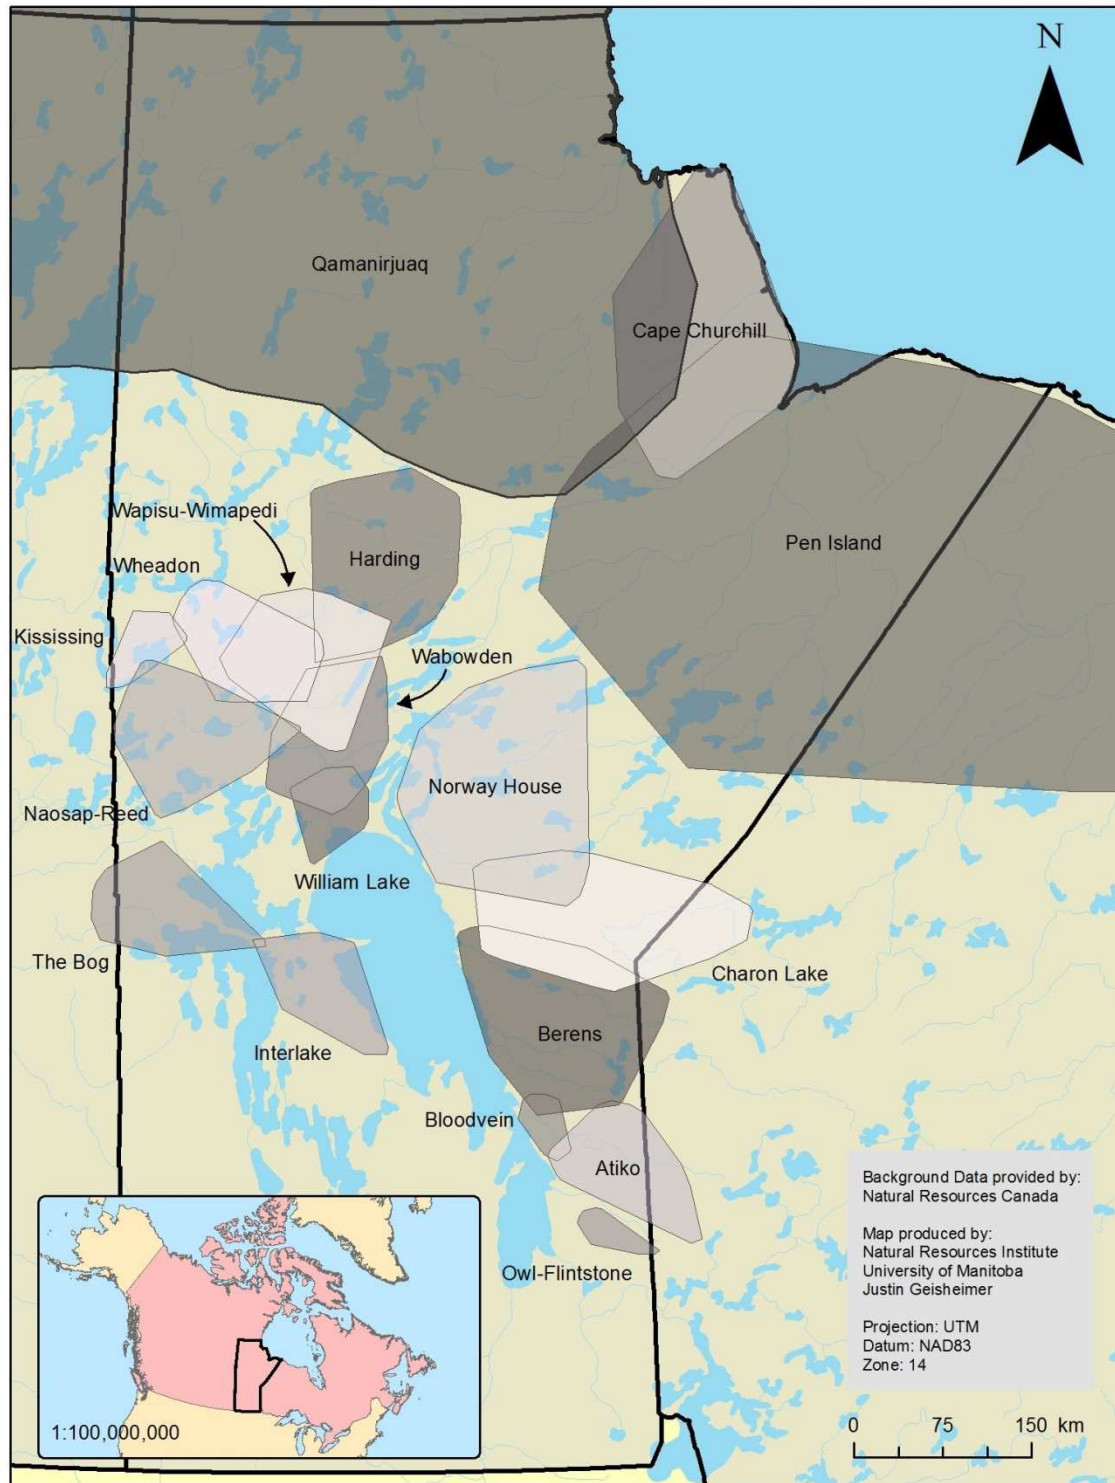 N
Qamanirjuaq
Cape Churchill
Wapisu-Wimapedi
Pen Island
Harding
Wheadon
Kississing
Wabowden
Norway House
Naosap-Reed
William Lake
The Bog
Charon Lake
Berens
Interlake
Bloodvein
Atiko
Owl-Flintstone
Background Data provided by:
Natural Resources Canada
Map produced by:
Natural Resources Institute
University of Manitoba
Justin Geisheimer
Projection: UTM
Datum: NAD83
Zone: 14
1:100,000,000
0 75 150 km